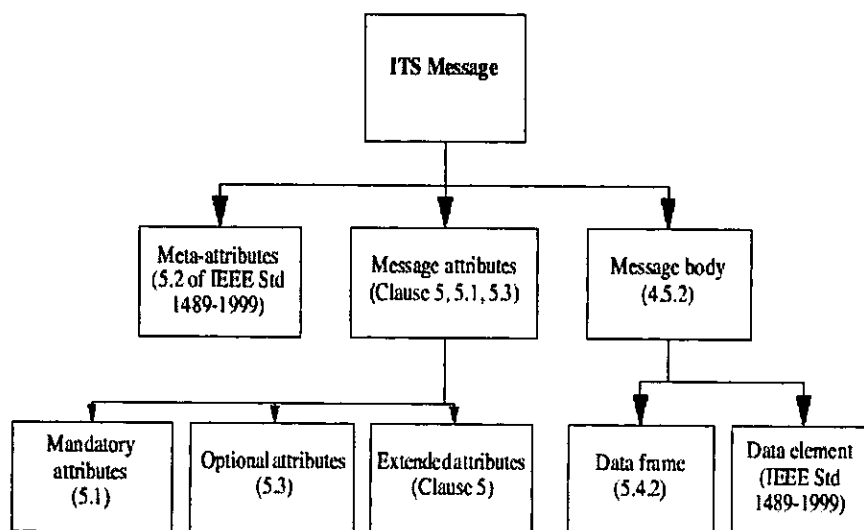 ITS Message
Meta-attributes
(5.2 of IEEE Std
1489-1999)
Message attributes
(Clause 5, 5.1, 5.3)
Message body
(4.5.2)
Mandatory
attributes
(5.1)
Optional attributes
(5.3)
Extended attributes
(Clause 5)
Data frame
(5.4.2)
Data element
(IEEE Std
1489-1999)